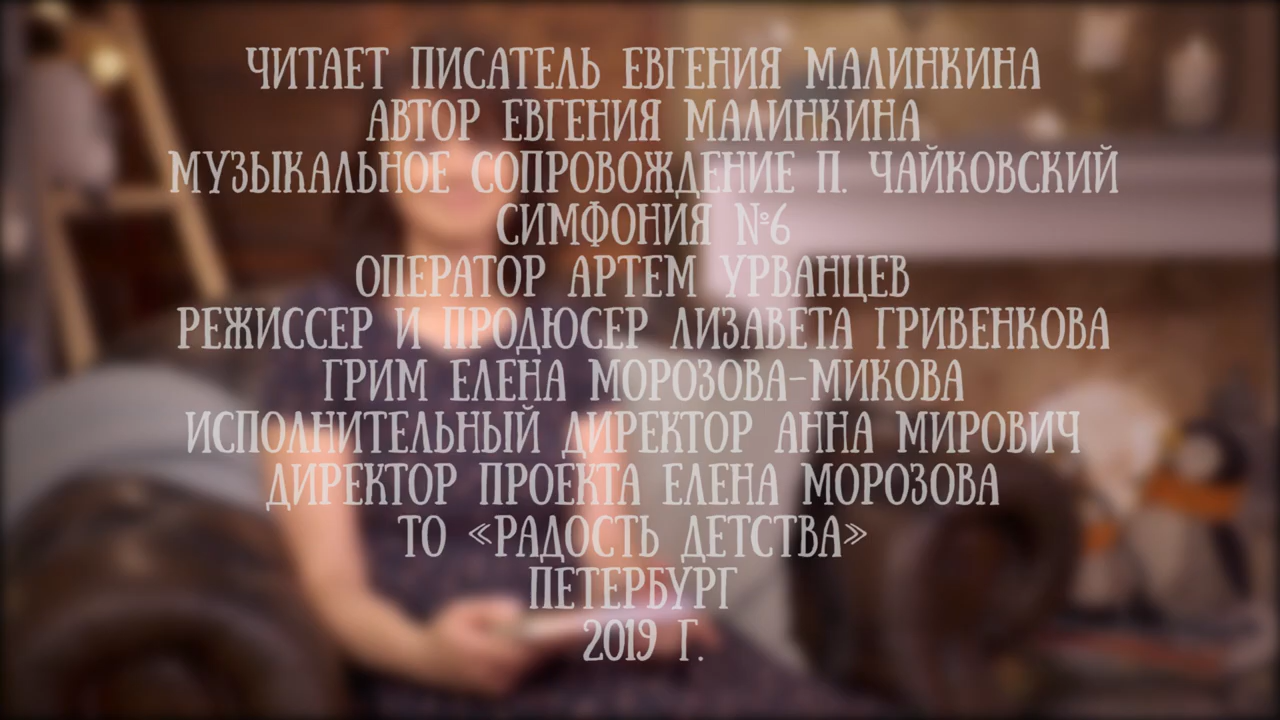 ЧИТАЕТ ПИСАТЕЛЬ ЕВГЕНИЯ МАЛИНКИНА
АВТОР ЕВГЕНИЯ МАЛИНКИНА
МУЗЫКАЛЬНОЕ СОПРОВОЖДЕНИЕ П. ЧАЙКОВСКИЙ
СИМФОНИЯ №6
ОПЕРАТОР АРТЕМ УРВАНЦЕВ
РЕЖИССЕР И ПРОДЮСЕР ЛИЗАВЕТА ГРИВЕНКОВА
ГРИМ ЕЛЕНА МОРОЗОВА-МИКОВА
ИСПОЛНИТЕЛЬНЫЙ ДИРЕКТОР АННА МИРОВИЧ
ДИРЕКТОР ПРОЕКТА ЕЛЕНА МОРОЗОВА
ТО «РАДОСТЬ ДЕТСТВА»
ПЕТЕРБУРГ
2019 Г.